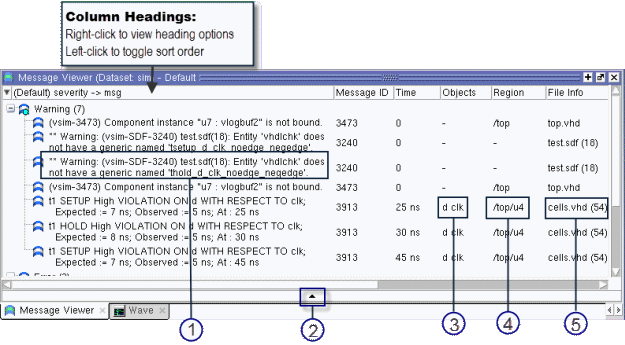 Column Headings:
Right-click to view heading options
Left-click to toggle sort order
Message Viewer (Dataset: sim - Default
(Default) severity -> msg Message ID Time Objects Region File Info
Warning (7)
(vsim-3473) Component instance "u7 : vlogbuf2" is not bound. 3473 0 - /top top.vhd
"" Warning: (vsim-SDF-3240) test.sdf(18): Entity 'vhdlchk' does
not have a generic named 'tsetup_d_clk_noedge_negedge'. 3240 0 - - test.sdf (18)
"" Warning: (vsim-SDF-3240) test.sdf(18): Entity 'vhdlchk' does
not have a generic named 'thold_d_clk_noedge_negedge'. 3240 0 - - test.sdf (18)
(vsim-3473) Component instance "u7 : vlogbuf2" is not bound. 3473 0 - /top top.vhd
t1 SETUP High VIOLATION ON d WITH RESPECT TO clk;
Expected := 7 ns; Observed := 5 ns; At : 25 ns 3913 25 ns d clk /top/u4 cells.vhd (54)
t1 HOLD High VIOLATION ON d WITH RESPECT TO clk;
Expected := 8 ns; Observed := 5 ns; At : 30 ns 3913 30 ns d clk /top/u4 cells.vhd (54)
t1 SETUP High VIOLATION ON d WITH RESPECT TO clk;
Expected := 7 ns; Observed := 5 ns; At : 45 ns 3913 45 ns d clk /top/u4 cells.vhd (54)
Message Viewer Wave
1 2 3 4 5